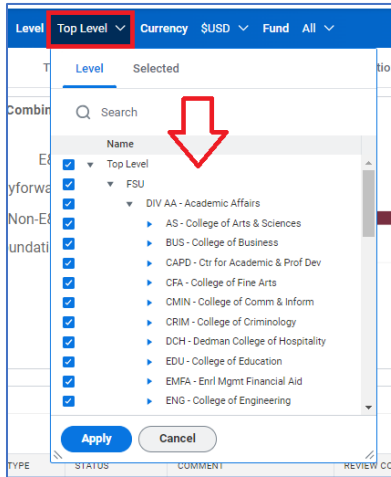 Level Top Level Currency $USD Fund All
T Level Selected tio
Combin
Search
Name
Top Level
FSU
DIV AA - Academic Affairs
AS - College of Arts & Sciences
BUS - College of Business
CAPD - Ctr for Academic & Prof Dev
CFA - College of Fine Arts
CMIN - College of Comm & Inform
CRIM - College of Criminology
DCH - Dedman College of Hospitality
EDU - College of Education
EMFA - Enrl Mgmt Financial Aid
ENG - College of Engineering
E&
yforwa
Non-E&
undati
Apply Cancel
TYPE STATUS COMMENT REVIEW CO